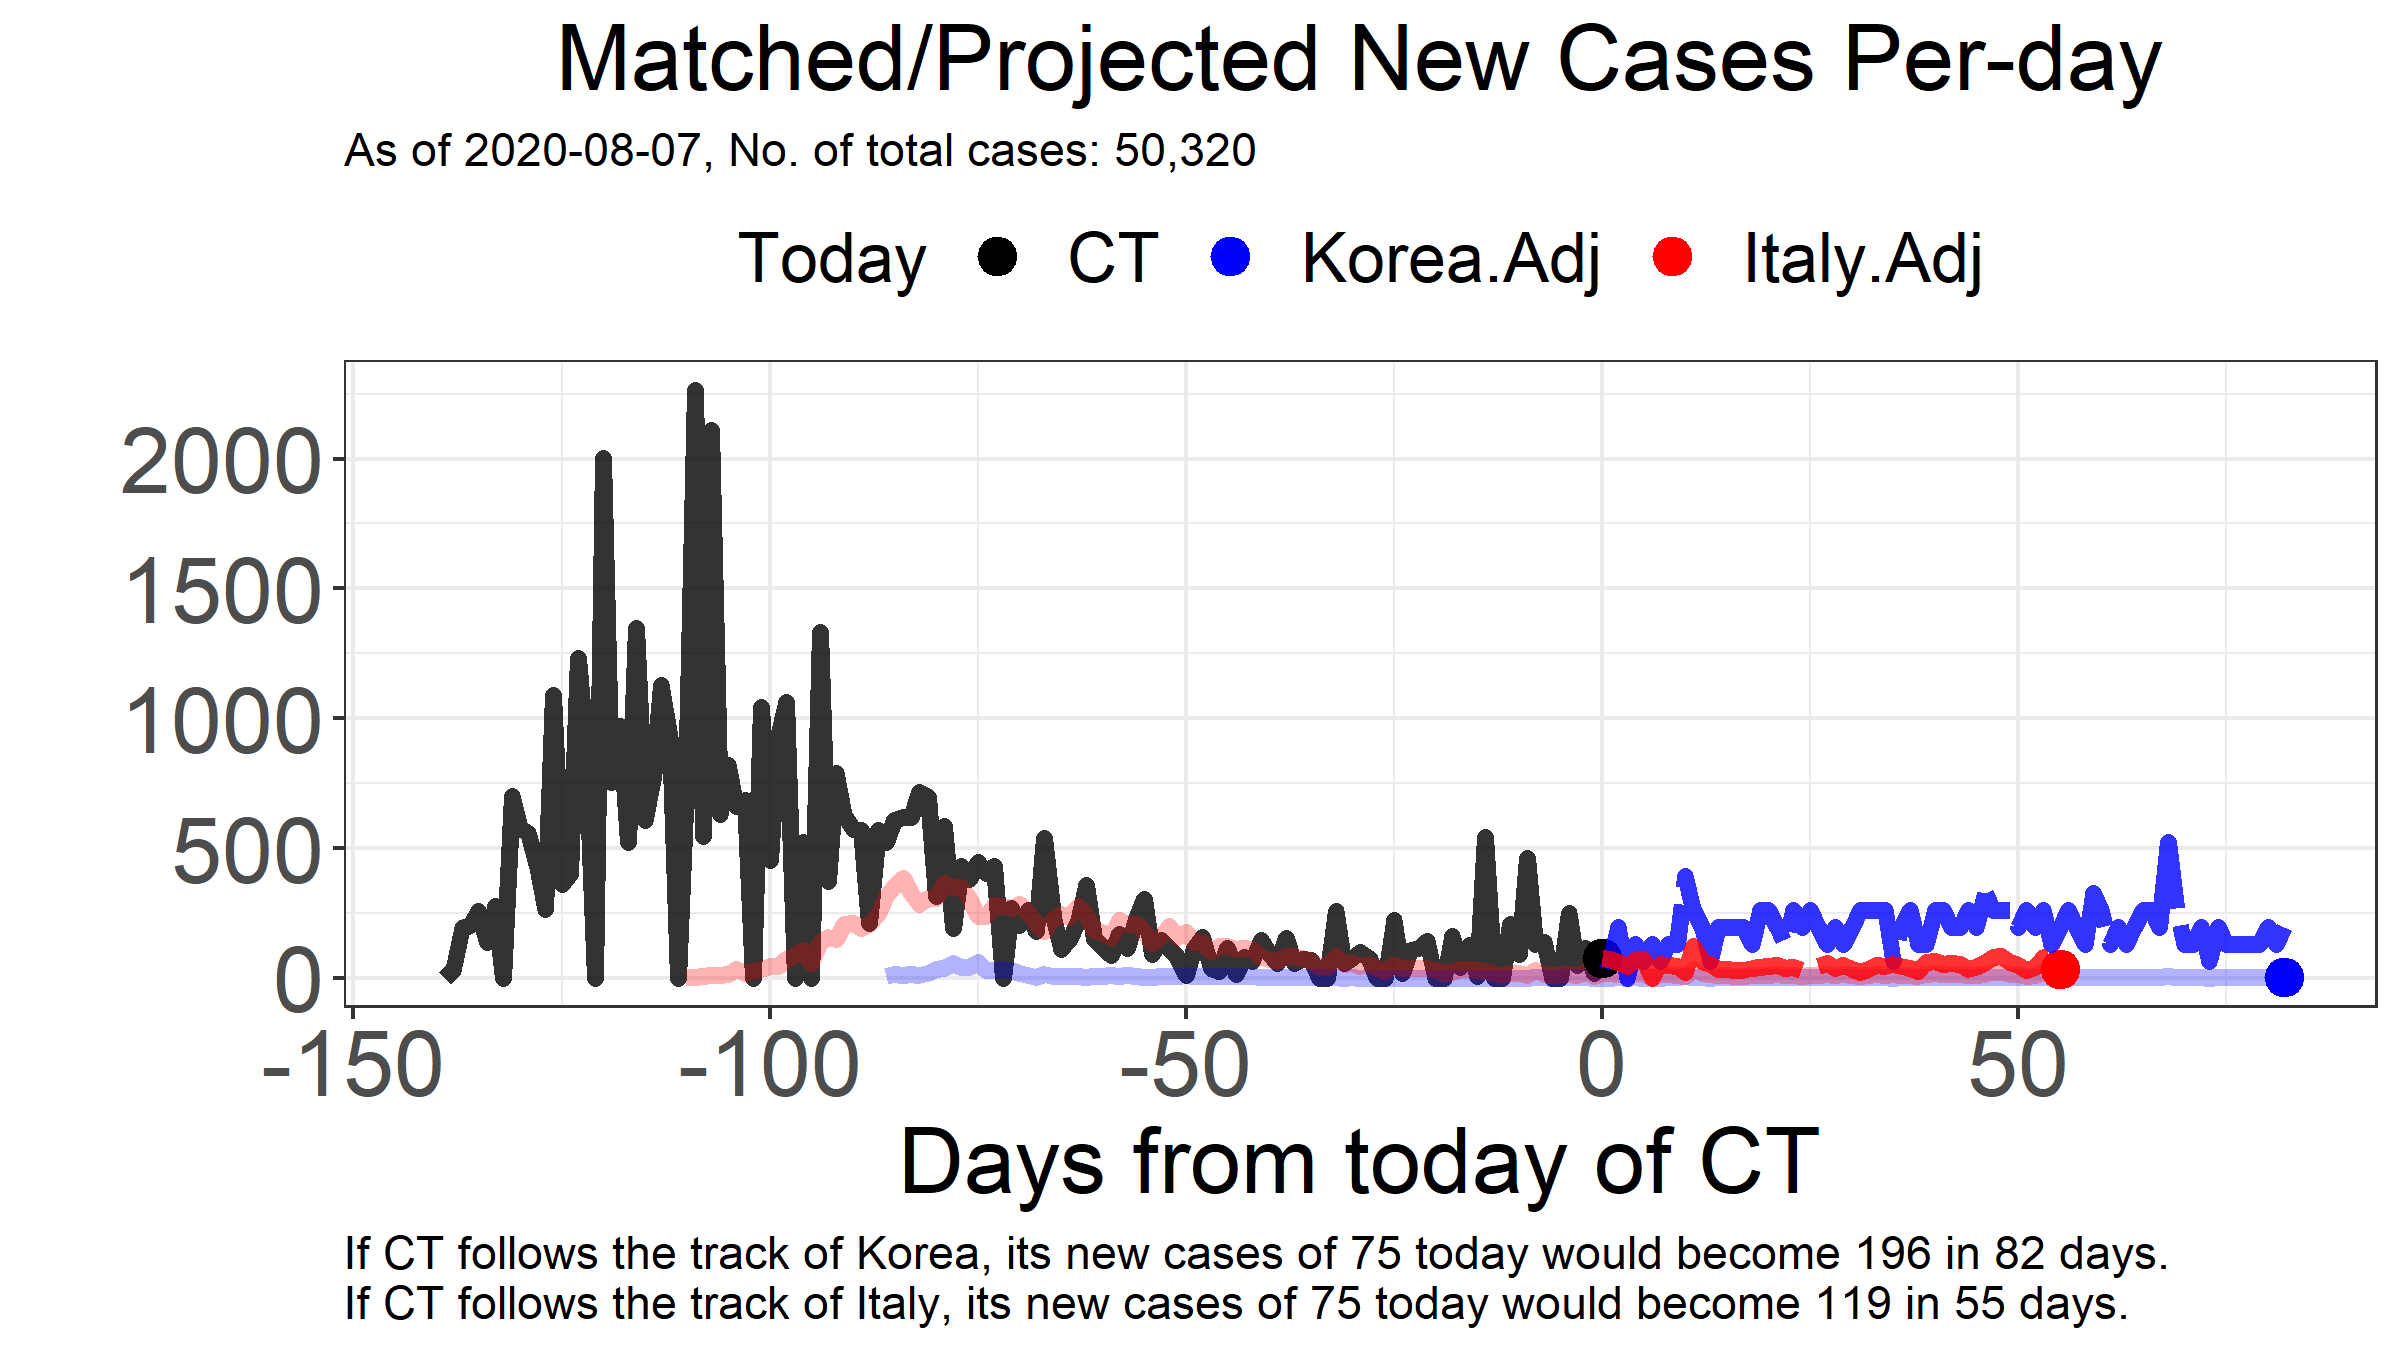 Matched/Projected New Cases Per-day
As of 2020-08-07, No. of total cases: 50,320
Today CT Korea.Adj Italy.Adj
2000
1500
1000
500
0
-150 -100 -50 0 50
Days from today of CT
If CT follows the track of Korea, its new cases of 75 today would become 196 in 82 days.
If CT follows the track of Italy, its new cases of 75 today would become 119 in 55 days.